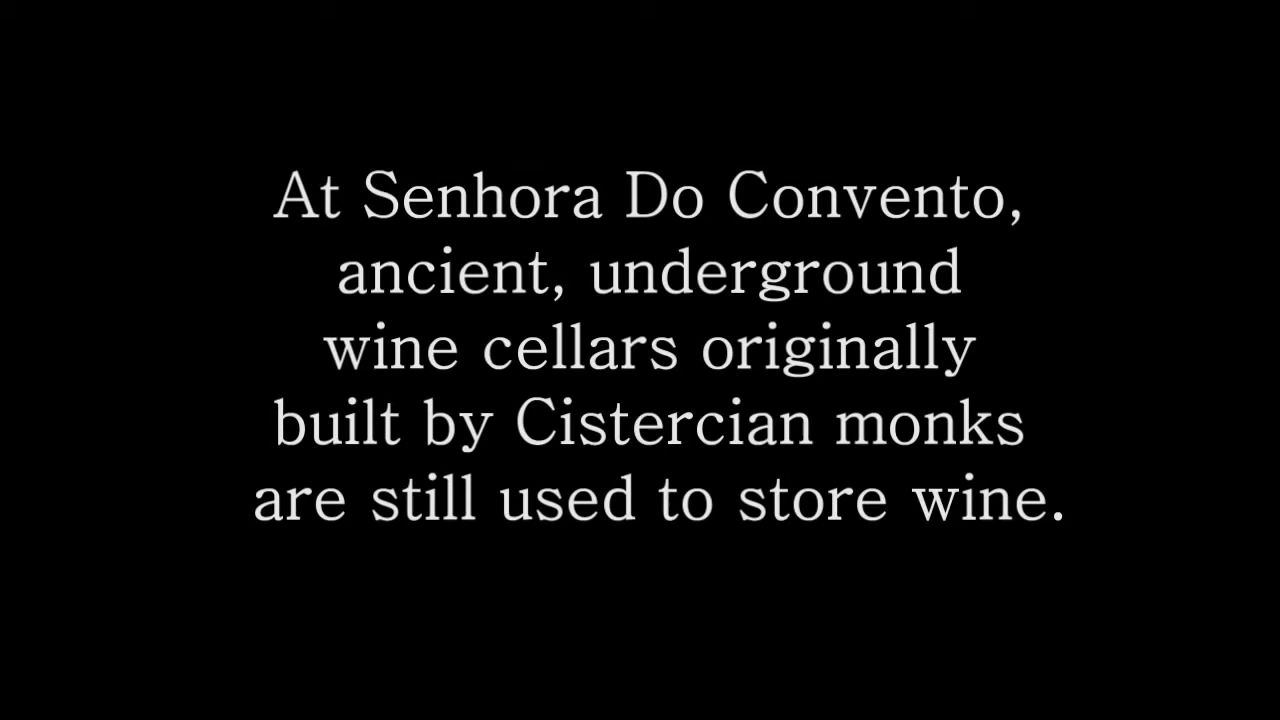 At Senhora Do Convento,
ancient, underground
wine cellars originally
built by Cistercian monks
are still used to store wine.